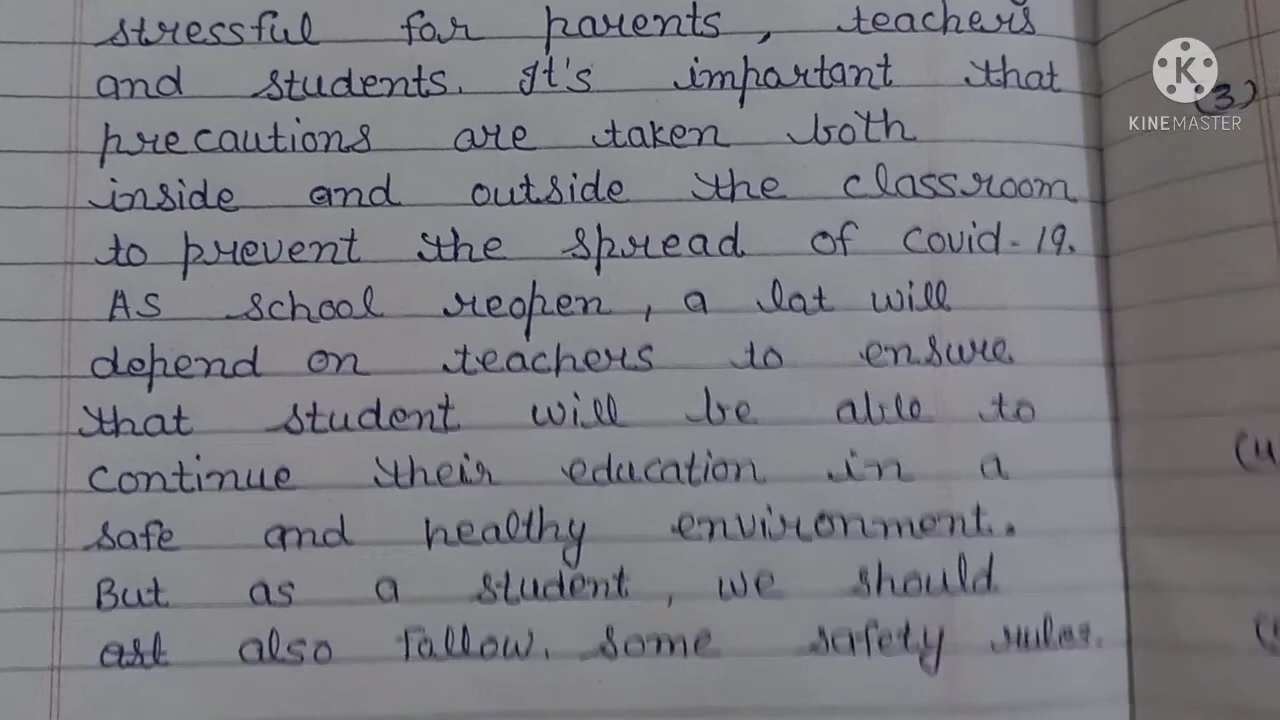 stressful for parents, teachers
and students. It's important that
precautions are taken both
inside and outside the classroom
to prevent the spread of covid-19.
As school reopen, a lot will
depend on teachers to ensure
that student will be able to
continue their education in a
safe and healthy environment.
But as a student, we should
also follow. some safety rules.
K
KINEMASTER
(3)